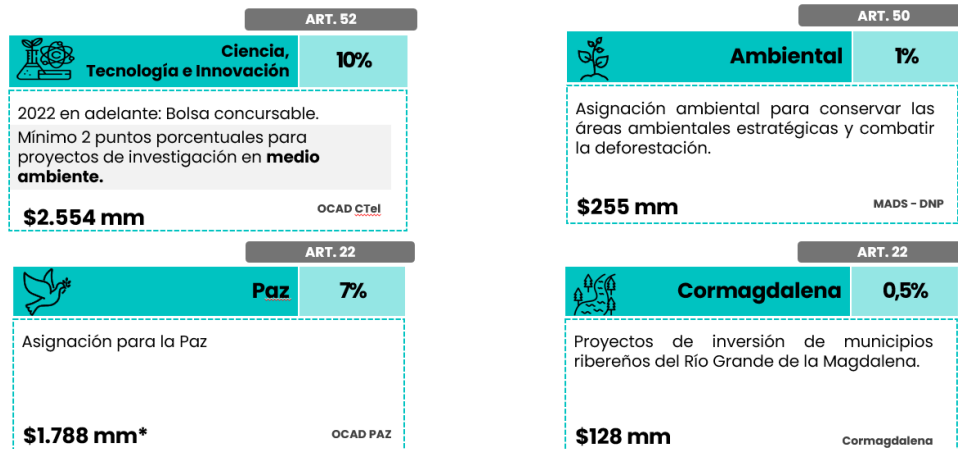 ART. 52
Ciencia,
Tecnología e Innovación
10%
2022 en adelante: Bolsa concursable.
Mínimo 2 puntos porcentuales para
proyectos de investigación en medio
ambiente.
$2.554 mm
OCAD CTeI
ART. 50
Ambiental
1%
Asignación ambiental para conservar las
áreas ambientales estratégicas y combatir
la deforestación.
$255 mm
MADS - DNP
ART. 22
Paz
7%
Asignación para la Paz
$1.788 mm*
OCAD PAZ
ART. 22
Cormagdalena
0,5%
Proyectos de inversión de municipios
ribereños del Río Grande de la Magdalena.
$128 mm
Cormagdalena